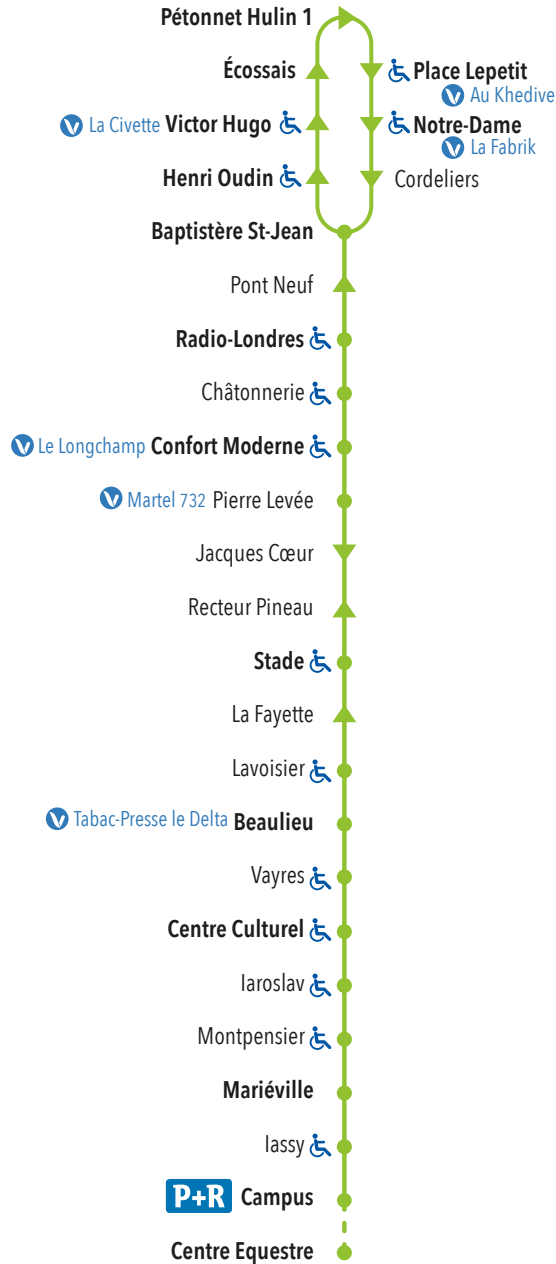 Pétonnet Hulin 1
Écossais
Place Lepetit
Au Khedive
La Civette Victor Hugo
Notre-Dame
La Fabrik
Henri Oudin
Cordeliers
Baptistère St-Jean
Pont Neuf
Radio-Londres
Châtonnerie
Le Longchamp Confort Moderne
Martel 732 Pierre Levée
Jacques Cœur
Recteur Pineau
Stade
La Fayette
Lavoisier
Tabac-Presse le Delta Beaulieu
Vayres
Centre Culturel
Iaroslav
Montpensier
Mariéville
Iassy
P+R Campus
Centre Equestre